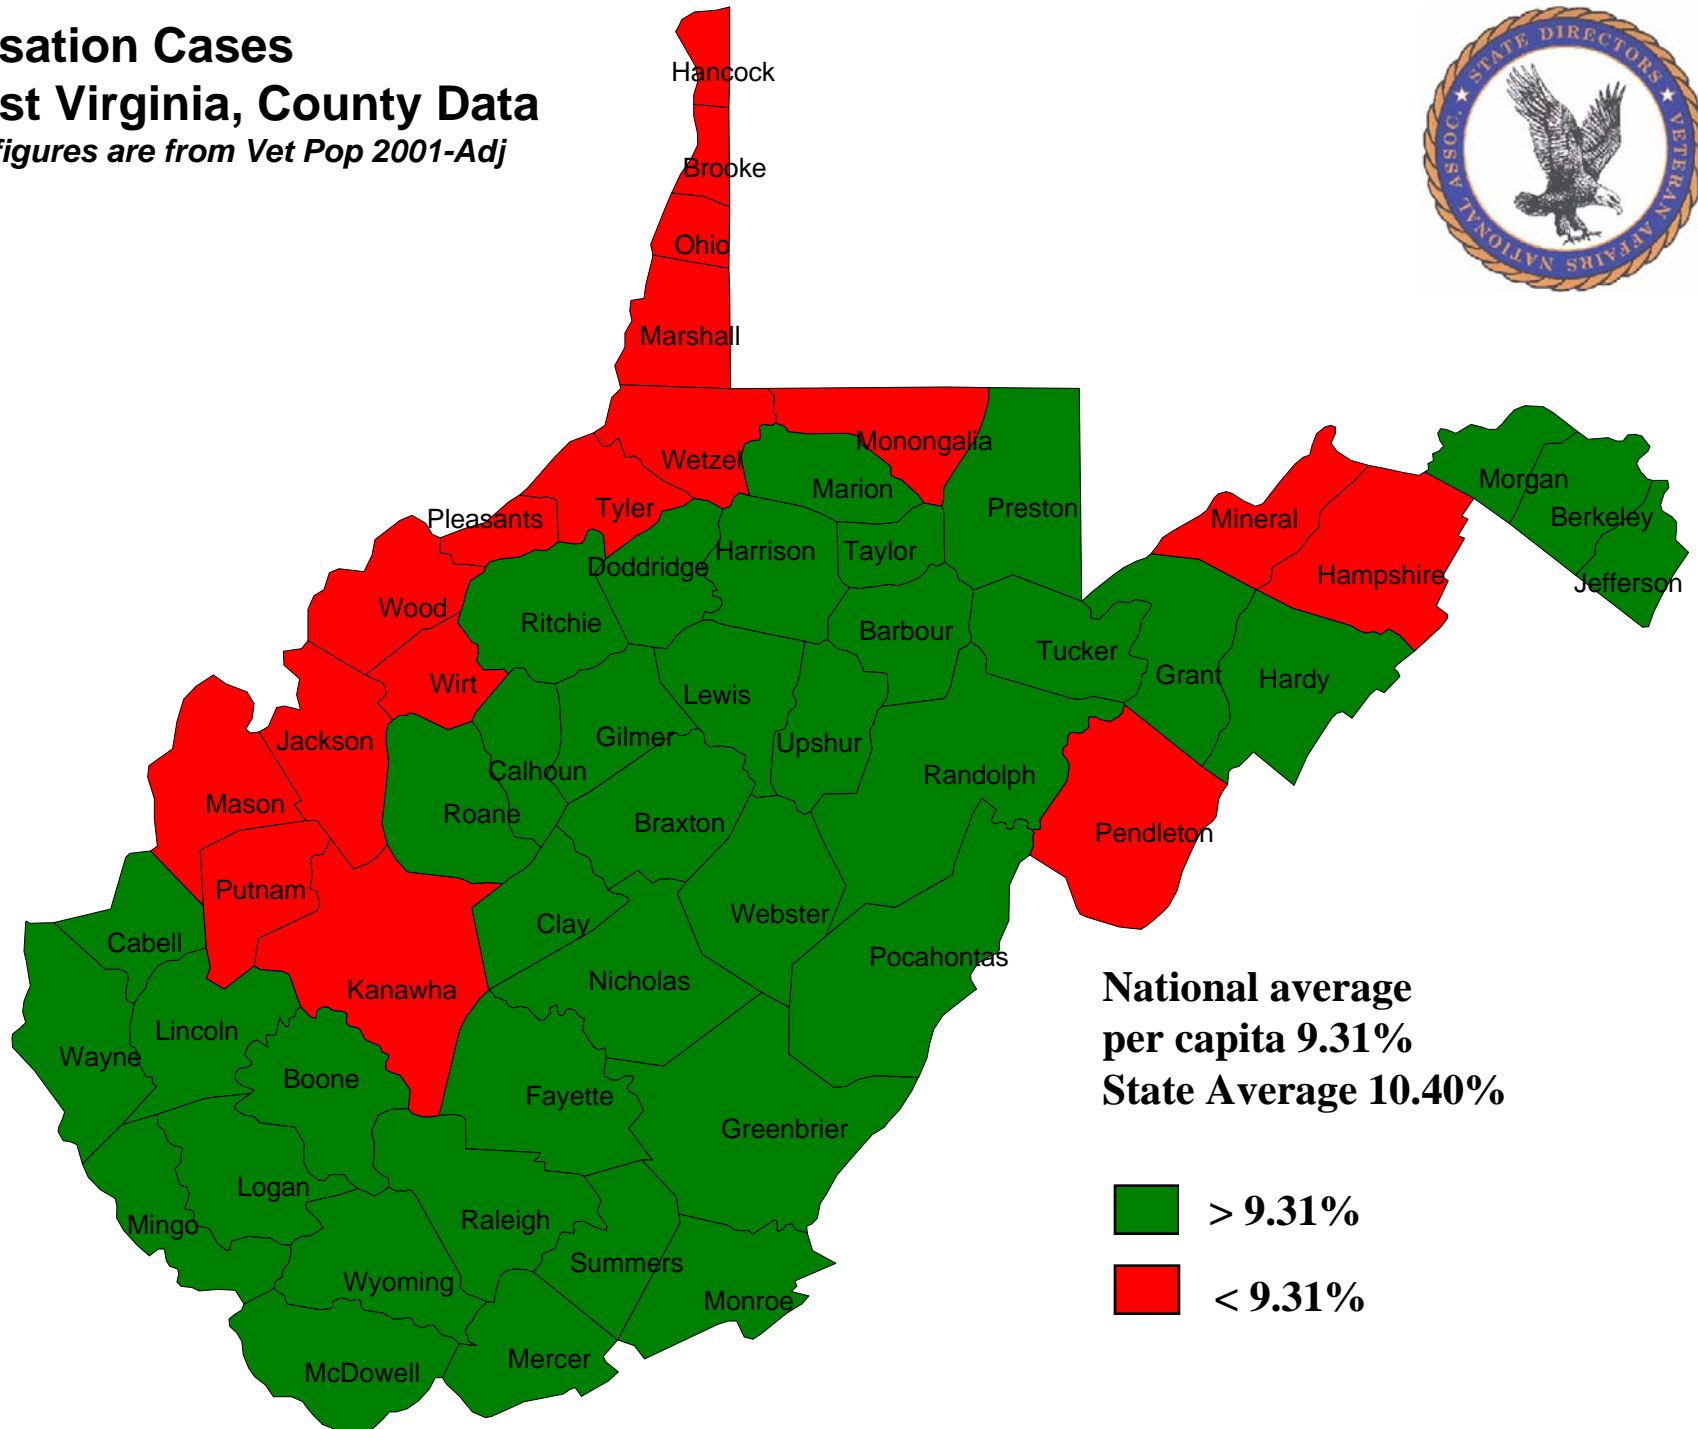 sation Cases
st Virginia, County Data
figures are from Vet Pop 2001-Adj
STATE DIRECTORS ★ VETERAN AFFAIRS NATIONAL ASSOC. ★
Hancock
Brooke
Ohio
Marshall
Wetzel
Monongalia
Marion
Preston
Tyler
Pleasants
Doddridge
Harrison
Taylor
Mineral
Hampshire
Morgan
Berkeley
Jefferson
Wood
Ritchie
Barbour
Tucker
Grant
Hardy
Wirt
Lewis
Gilmer
Upshur
Jackson
Calhoun
Randolph
Mason
Roane
Braxton
Pendleton
Putnam
Clay
Webster
Cabell
Pocahontas
Nicholas
Kanawha
Lincoln
Wayne
Boone
Fayette
Greenbrier
Logan
Mingo
Raleigh
Summers
Wyoming
Monroe
Mercer
McDowell
National average
per capita 9.31%
State Average 10.40%
> 9.31%
< 9.31%